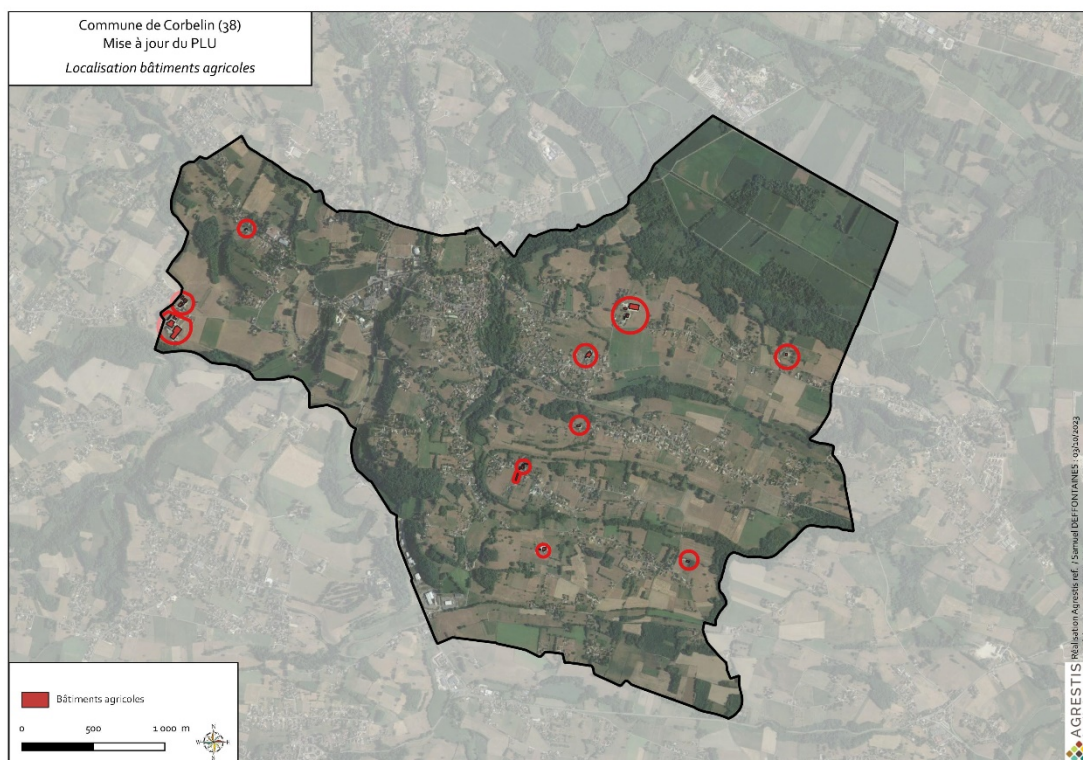 Commune de Corbelin (38)
Mise à jour du PLU
Localisation bâtiments agricoles
Bâtiments agricoles
0 500 1 000 m
N
W E
S
AGRESTIS Réalisation Agrestis ref. / Samuel DEFFONTAINES : 03/10/2023